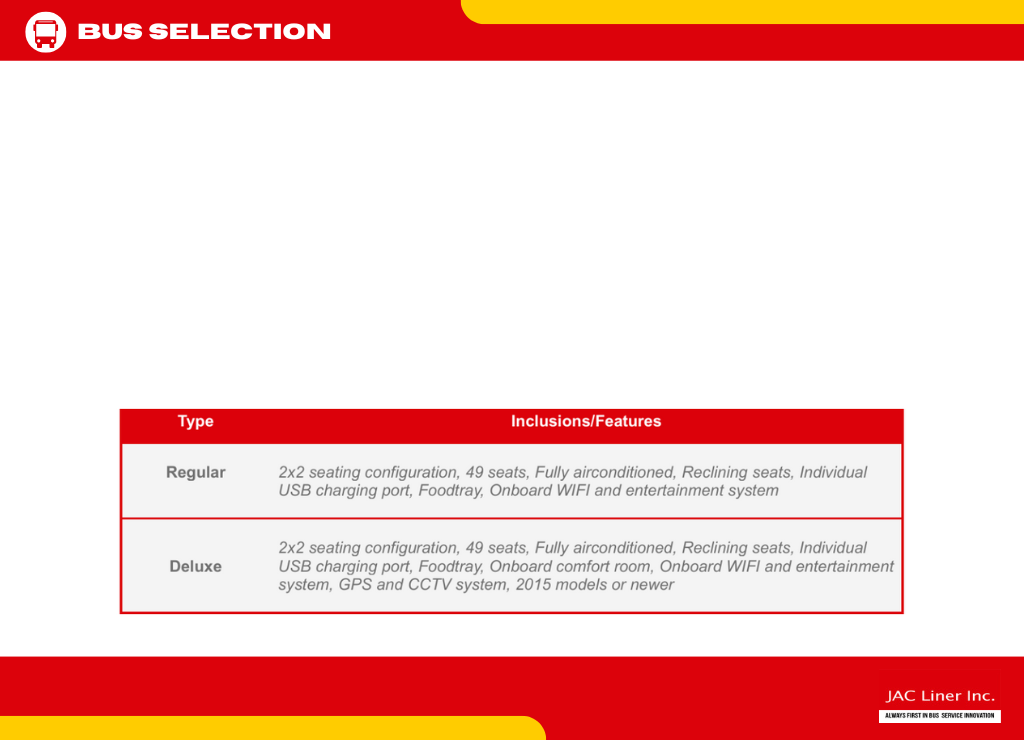 BUS SELECTION
Type Inclusions/Features
Regular 2x2 seating configuration, 49 seats, Fully airconditioned, Reclining seats, Individual
USB charging port, Foodtray, Onboard WIFI and entertainment system
2x2 seating configuration, 49 seats, Fully airconditioned, Reclining seats, Individual
Deluxe USB charging port, Foodtray, Onboard comfort room, Onboard WIFI and entertainment
system, GPS and CCTV system, 2015 models or newer
JAC Liner Inc.
ALWAYS FIRST IN BUS SERVICE INNOVATION